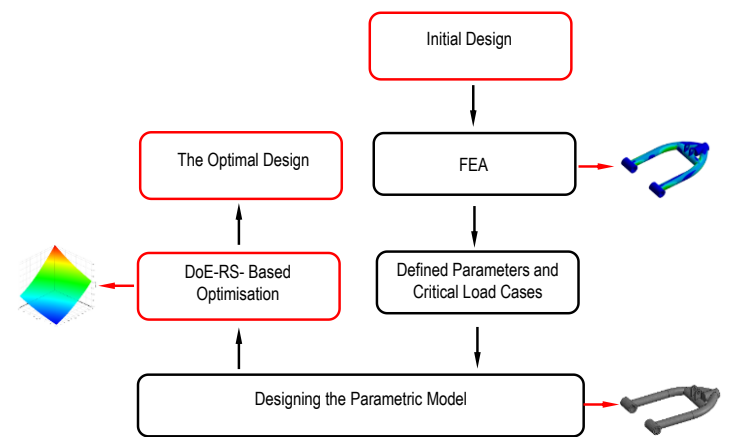 Initial Design
The Optimal Design
FEA
DoE-RS- Based
Optimisation
Defined Parameters and
Critical Load Cases
Designing the Parametric Model